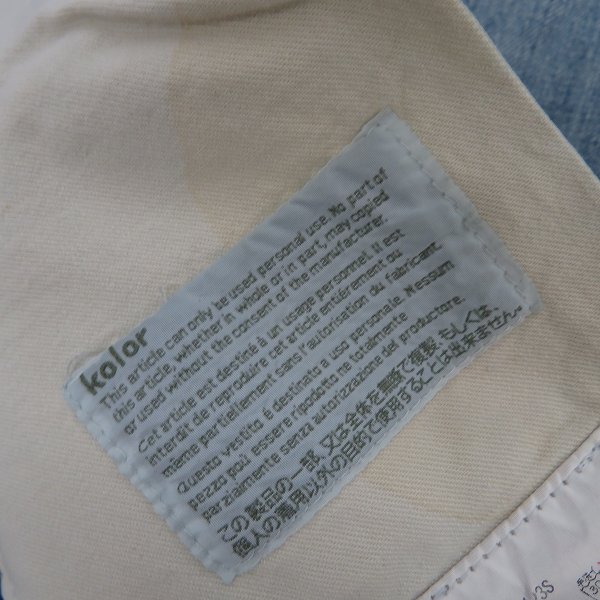 kolor
This article can only be used personal use. No part of
this article, whether in whole or in part, may copied
or used without the consent of the manufacturer.
Cet article est destiné à un usage personnel. Il est
interdit de reproduire cet article entiérement ou
même partiellement sans l'autorisation du fabricant.
Questo vestito é destinato a uso personale. Nessum
pezzo poú essere ripodotto ne totalmente
parzialmente senza autorizzazione del productore.
この製品の一部 又は全体を無断で複製 もしくは、
個人の着用以外の目的で使用することは出来ません。